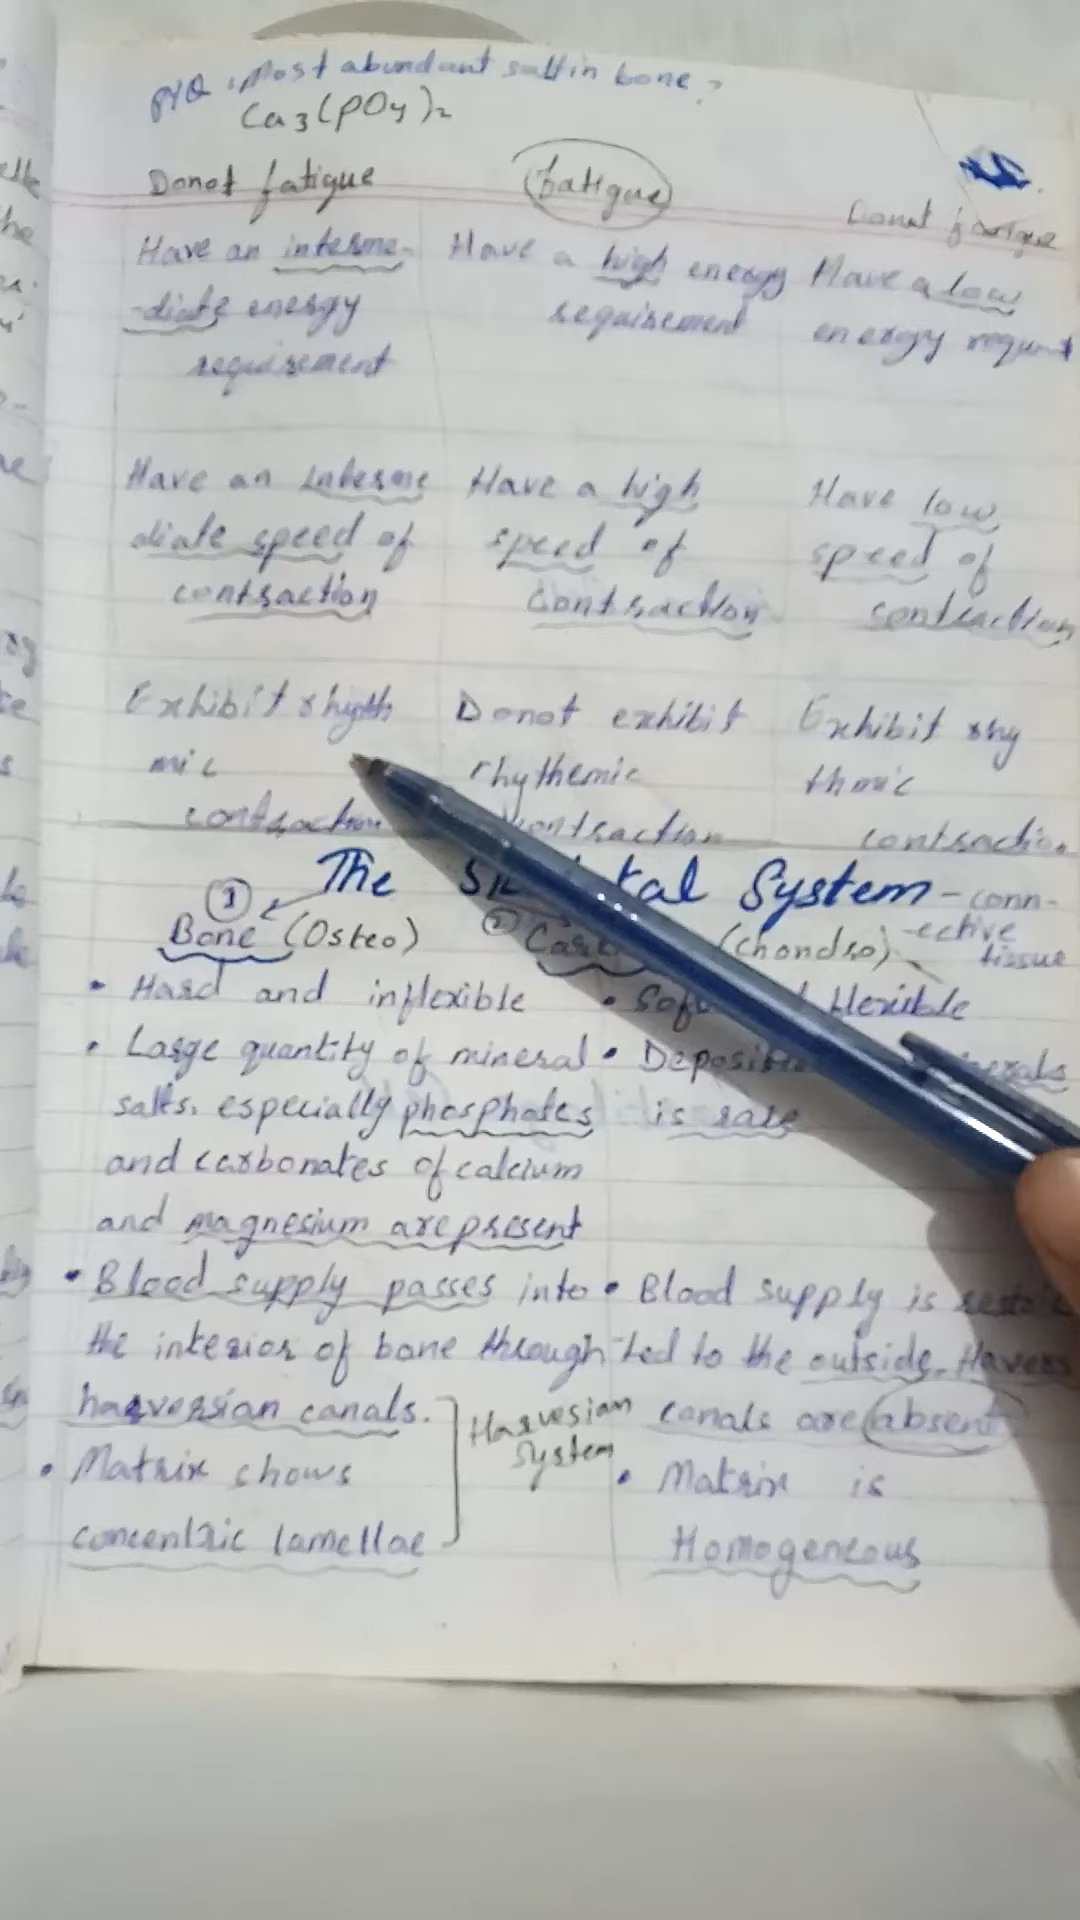 PYQ: Most abundant salt in bone?
Ca3(PO4)2
Donot fatigue
fatigue
Donot fatigue
Have an interme-
-diate energy
requirement
Have a high energy
requirement
Have a low
energy
Have an Interme
diate speed of
contraction
Have a high
speed of
contraction
Have low
speed of
contraction
Exhibit rhyth
mic
contraction
Donot exhibit
rhythemic
contraction
Exhibit rhy
thmic
contraction
The System - conn-
-ective
tissue
1 Bone (Osteo)
• Hard and inflexible
• Large quantity of mineral
salts, especially phosphates
and carbonates of calcium
and magnesium are present
• Blood supply passes into
the interior of bone through
harversian canals.
• Matrix shows
concentric lamellae
Harvesian
System
2 (chondro)
• flexible
•
is rare
• Blood supply is
ted to the outside. Havers
canals are absent
• Matrix is
Homogeneous